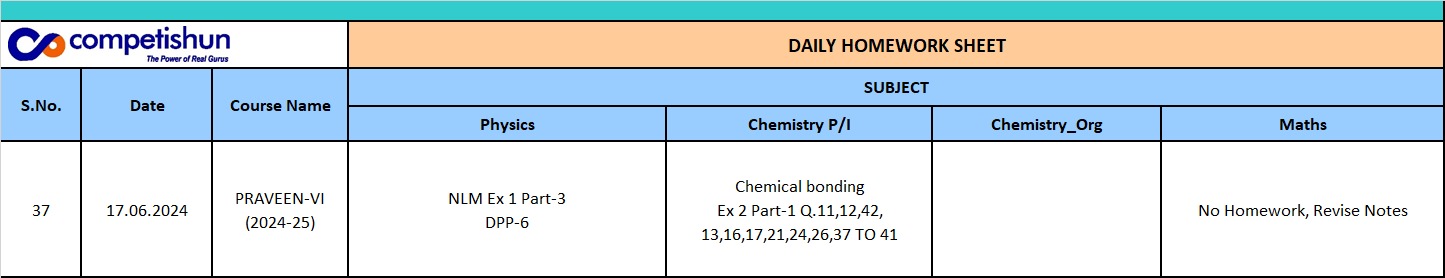 competishun
The Power of Real Gurus
DAILY HOMEWORK SHEET
S.No.
Date
Course Name
SUBJECT
Physics
Chemistry P/I
Chemistry_Org
Maths
37
17.06.2024
PRAVEEN-VI
(2024-25)
NLM Ex 1 Part-3
DPP-6
Chemical bonding
Ex 2 Part-1 Q.11,12,42,
13,16,17,21,24,26,37 TO 41
No Homework, Revise Notes